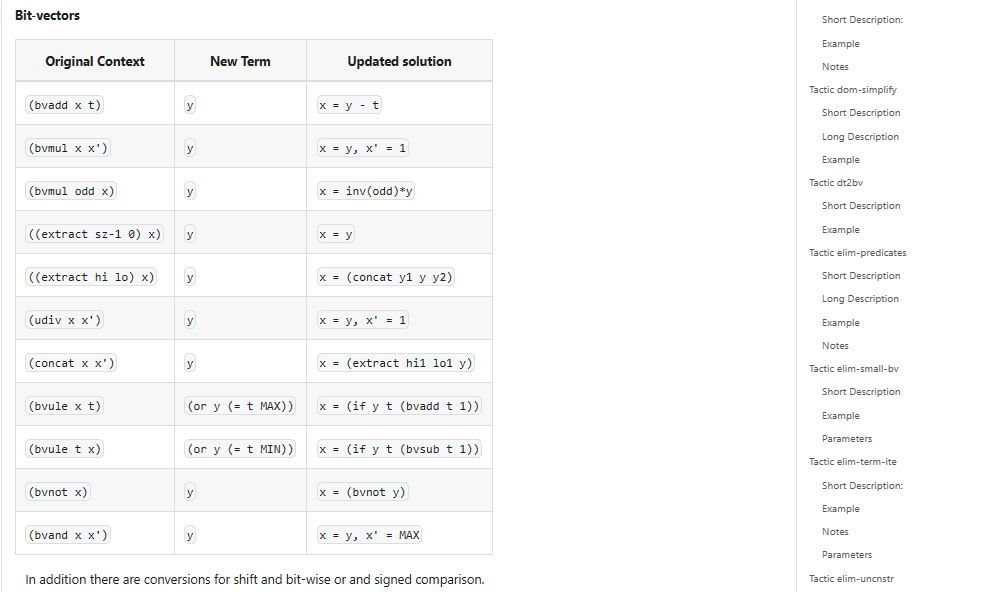 Bit-vectors
Original Context New Term Updated solution
(bvadd x t) y x = y - t
(bvmul x x') y x = y, x' = 1
(bvmul odd x) y x = inv(odd)*y
((extract sz-1 0) x) y x = y
((extract hi lo) x) y x = (concat y1 y y2)
(udiv x x') y x = y, x' = 1
(concat x x') y x = (extract hi1 lo1 y)
(bvule x t) (or y (= t MAX)) x = (if y t (bvadd t 1))
(bvule t x) (or y (= t MIN)) x = (if y t (bvsub t 1))
(bvnot x) y x = (bvnot y)
(bvand x x') y x = y, x' = MAX
In addition there are conversions for shift and bit-wise or and signed comparison.
Short Description:
Example
Notes
Tactic dom-simplify
Short Description
Long Description
Example
Tactic dt2bv
Short Description
Example
Tactic elim-predicates
Short Description
Long Description
Example
Notes
Tactic elim-small-bv
Short Description
Example
Parameters
Tactic elim-term-ite
Short Description:
Example
Notes
Parameters
Tactic elim-uncnstr